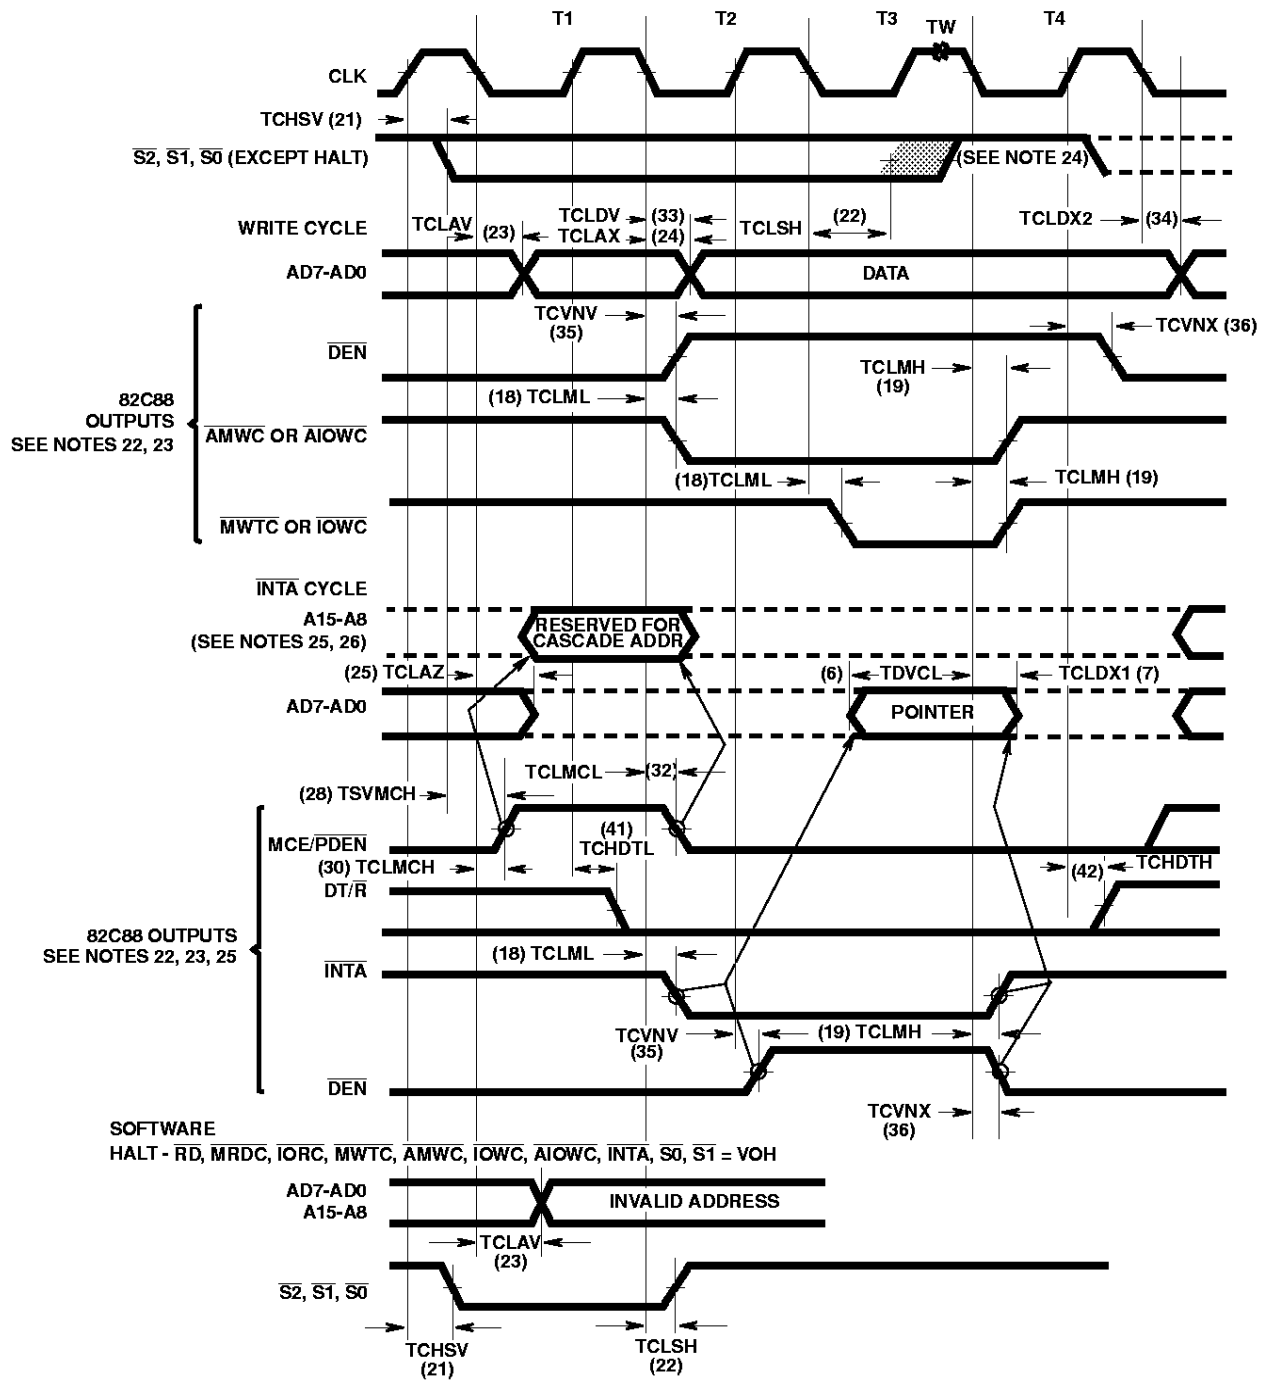 T1 T2 T3 T4
TW
CLK
TCHSV (21)
S2, S1, S0 (EXCEPT HALT)
(SEE NOTE 24)
WRITE CYCLE
TCLAV
(23)
TCLDV
(33)
TCLAX
(24)
TCLSH
(22)
TCLDX2
(34)
AD7-AD0
DATA
TCVNV
(35)
TCVNX (36)
DEN
TCLMH
(19)
82C88
OUTPUTS
SEE NOTES 22, 23
(18) TCLML
AMWC OR AIOWC
(18)TCLML
TCLMH (19)
MWTC OR IOWC
INTA CYCLE
A15-A8
(SEE NOTES 25, 26)
RESERVED FOR
CASCADE ADDR
(25) TCLAZ
(6)
TDVCL
TCLDX1 (7)
AD7-AD0
POINTER
TCLMCL
(32)
(28) TSVMCH
MCE/PDEN
(41)
TCHDTL
(30) TCLMCH
TCHDTH
(42)
DT/R
82C88 OUTPUTS
SEE NOTES 22, 23, 25
(18) TCLML
INTA
TCVNV
(35)
(19) TCLMH
DEN
TCVNX
(36)
SOFTWARE
HALT - RD, MRDC, IORC, MWTC, AMWC, IOWC, AIOWC, INTA, S0, S1 = VOH
AD7-AD0
A15-A8
INVALID ADDRESS
TCLAV
(23)
S2, S1, S0
TCHSV
(21)
TCLSH
(22)